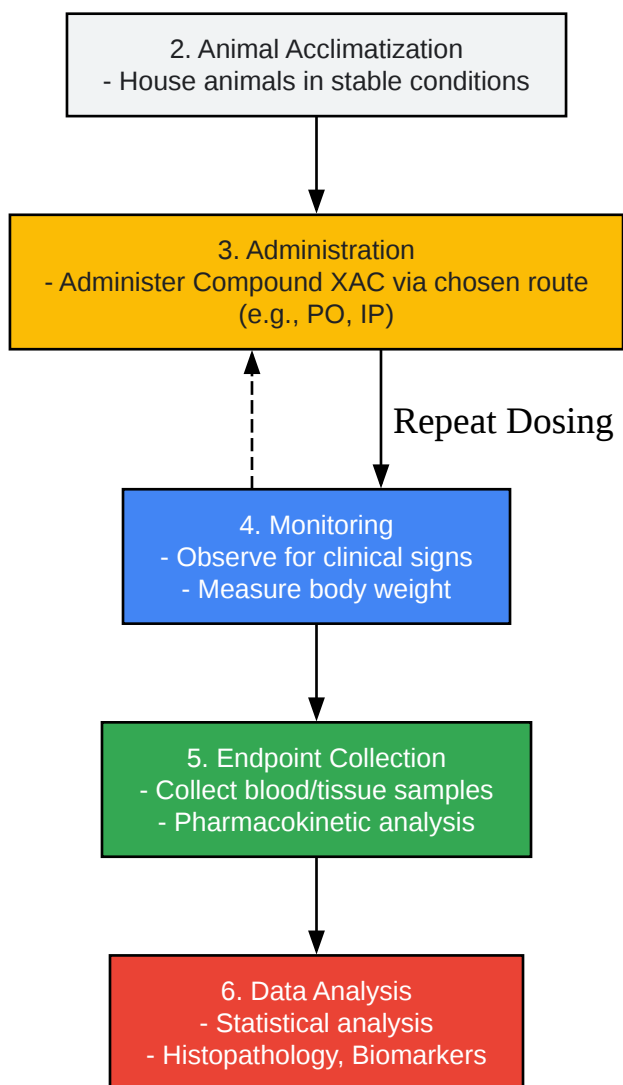 2. Animal Acclimatization
- House animals in stable conditions
3. Administration
- Administer Compound XAC via chosen route
(e.g., PO, IP)
Repeat Dosing
4. Monitoring
- Observe for clinical signs
- Measure body weight
5. Endpoint Collection
- Collect blood/tissue samples
- Pharmacokinetic analysis
6. Data Analysis
- Statistical analysis
- Histopathology, Biomarkers